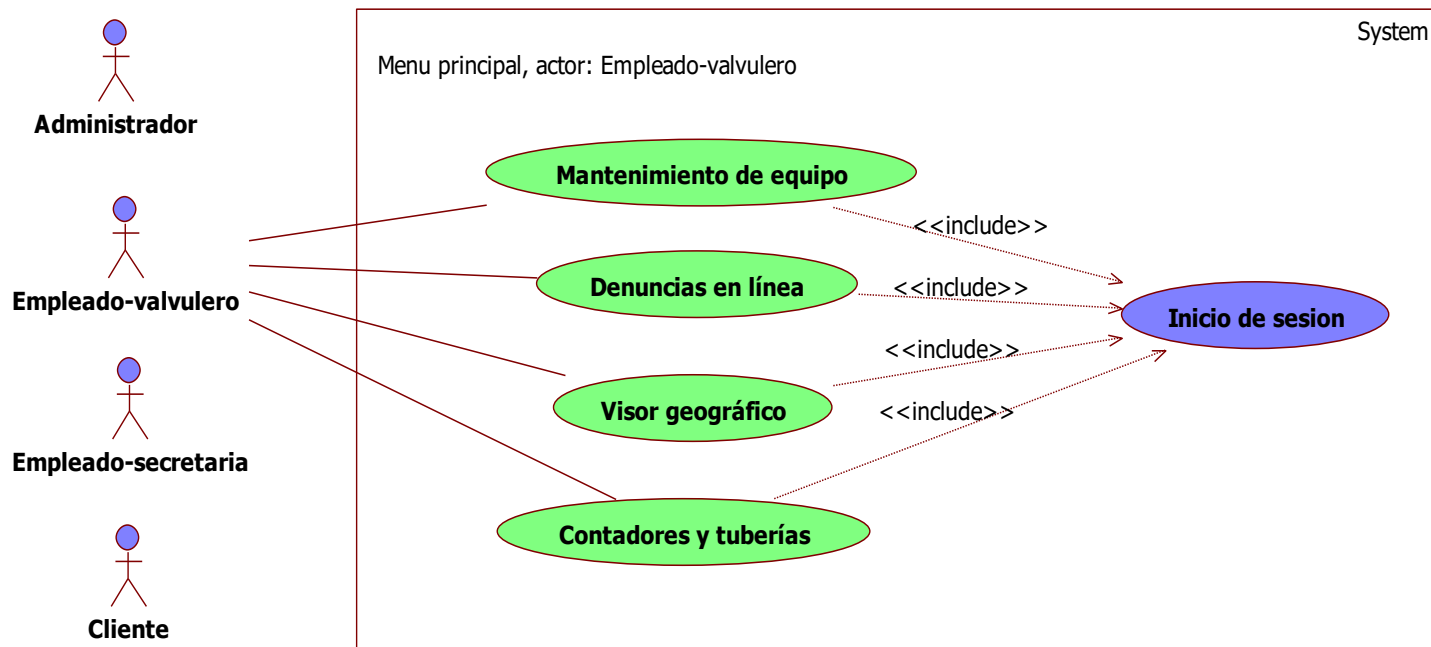 System
Menu principal, actor: Empleado-valvulero
Administrador
Mantenimiento de equipo
<<include>>
Empleado-valvulero
Denuncias en línea
<<include>>
Inicio de sesion
<<include>>
Visor geográfico
<<include>>
Empleado-secretaria
Contadores y tuberías
Cliente